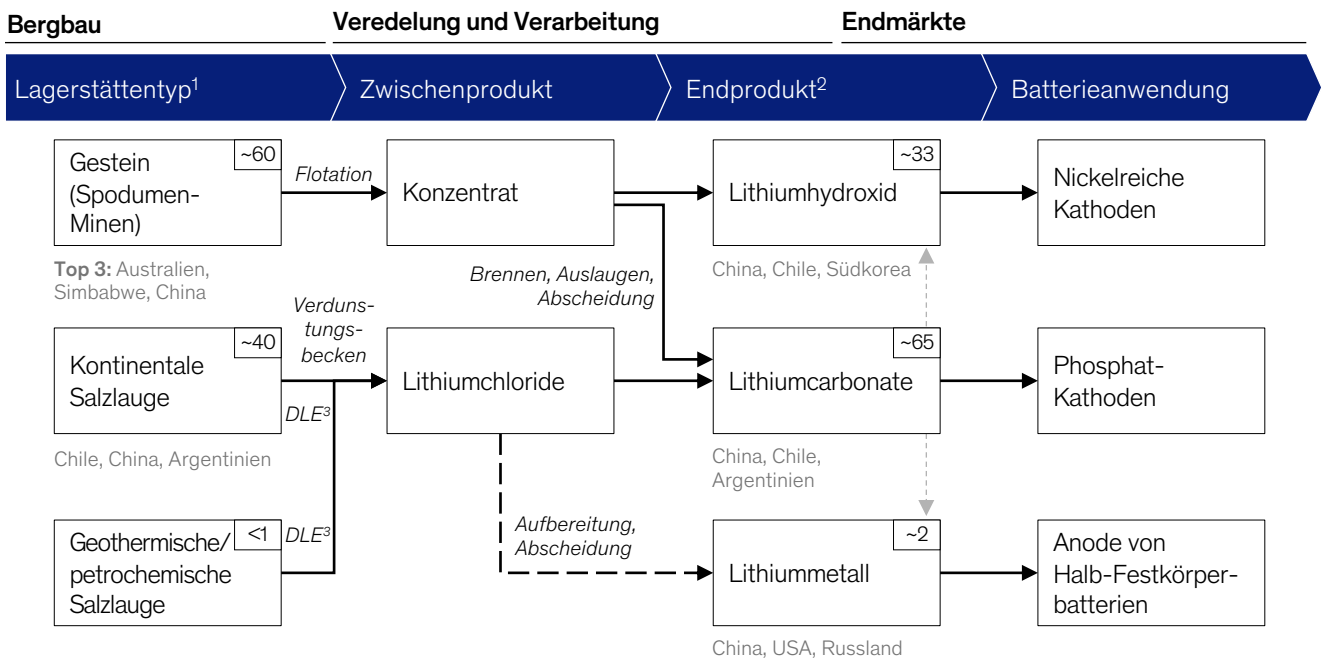 Bergbau
Veredelung und Verarbeitung
Endmärkte
Lagerstättentyp¹
Zwischenprodukt
Endprodukt²
Batterieanwendung
Gestein
(Spodumen-
Minen)
~60
Flotation
Konzentrat
Lithiumhydroxid
~33
Nickelreiche
Kathoden
Top 3: Australien,
Simbabwe, China
Brennen, Auslaugen,
Abscheidung
China, Chile, Südkorea
Kontinentale
Salzlauge
~40
Verduns-
tungs-
becken
DLE³
Lithiumchloride
Lithiumcarbonate
~65
Phosphat-
Kathoden
Chile, China, Argentinien
China, Chile,
Argentinien
Geothermische/
petrochemische
Salzlauge
<1
DLE³
Aufbereitung,
Abscheidung
Lithiummetall
~2
Anode von
Halb-Festkörper-
batterien
China, USA, Russland